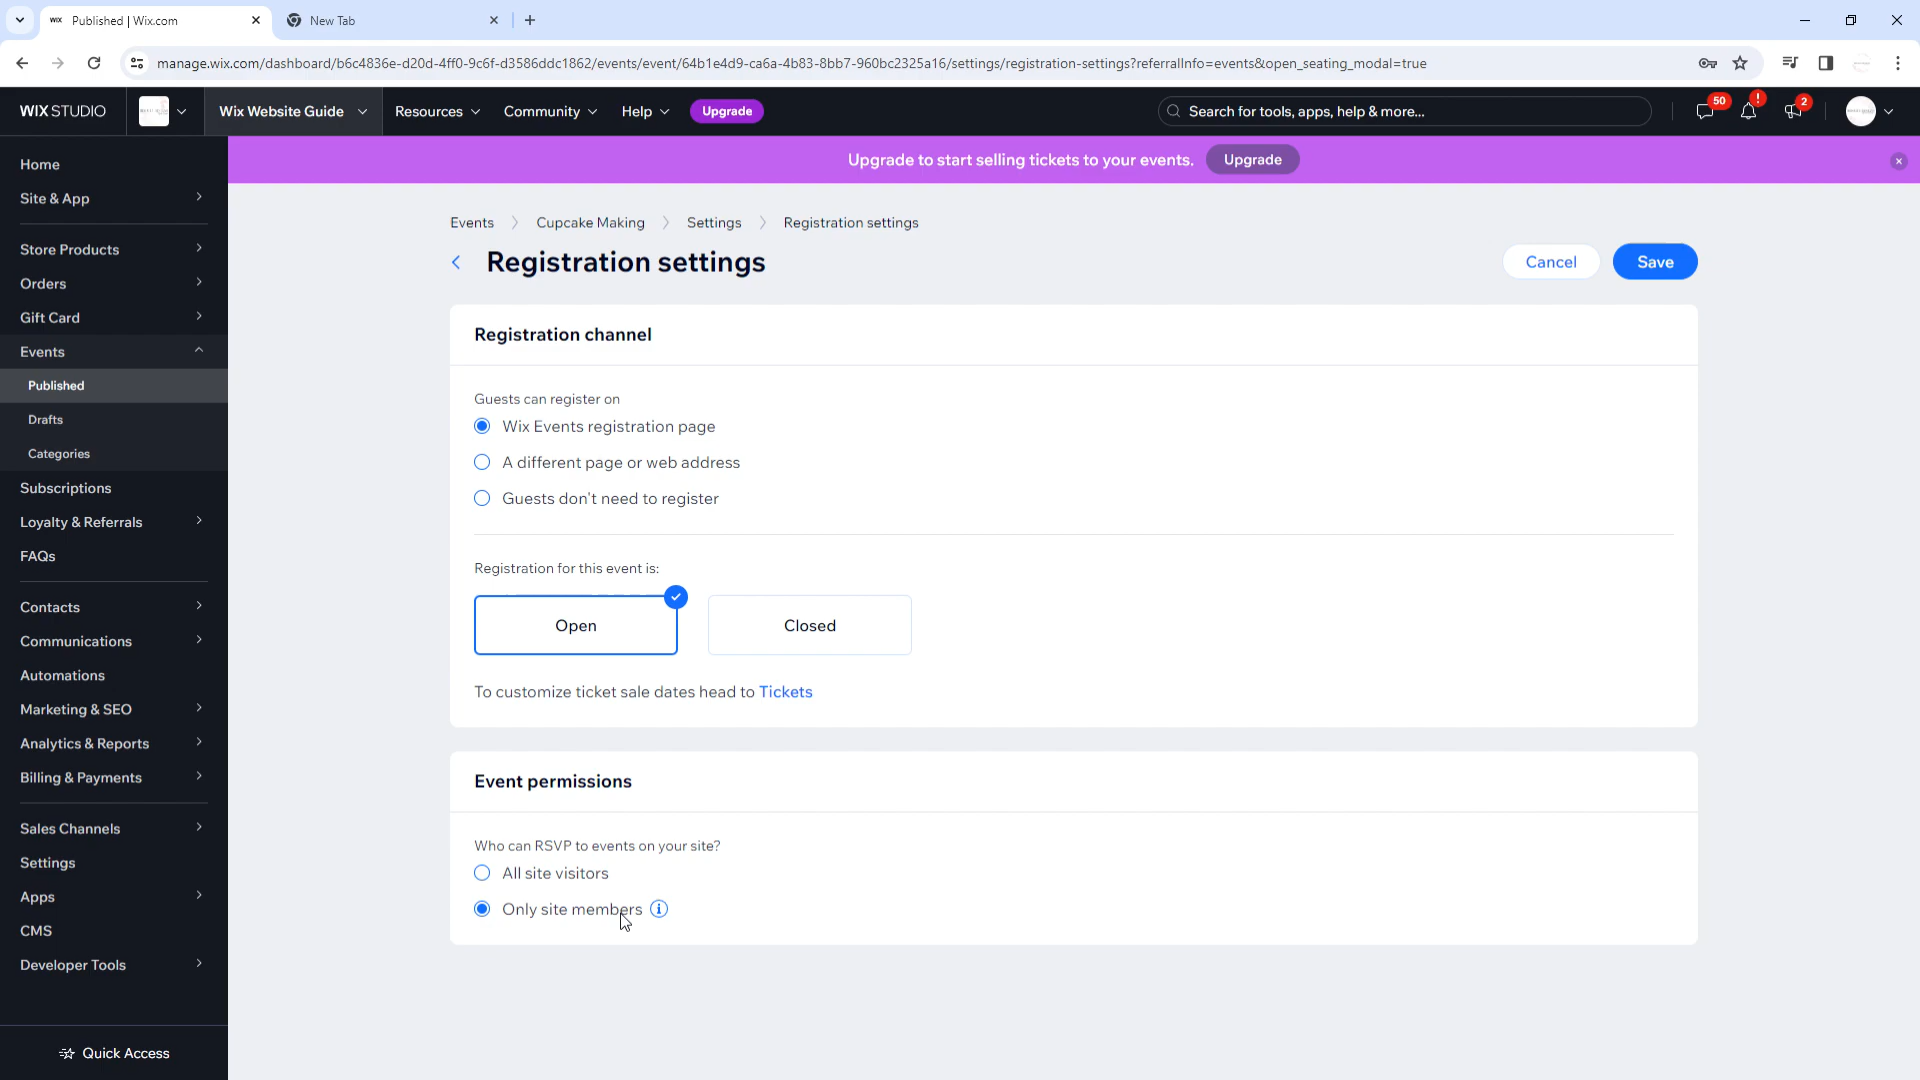 Published | Wix.com
New Tab
manage.wix.com/dashboard/b6c4836e-d20d-4ff0-9c6f-d3586ddc1862/events/event/64b1e4d9-ca6a-4b83-8bb7-960bc2325a16/settings/registration-settings?referralInfo=events&open_seating_modal=true
WIX STUDIO
Wix Website Guide
Resources
Community
Help
Upgrade
Search for tools, apps, help & more...
50
!
2
Upgrade to start selling tickets to your events.
Upgrade
Home
Site & App
Store Products
Orders
Gift Card
Events
Published
Drafts
Categories
Subscriptions
Loyalty & Referrals
FAQs
Contacts
Communications
Automations
Marketing & SEO
Analytics & Reports
Billing & Payments
Sales Channels
Settings
Apps
CMS
Developer Tools
Quick Access
Events > Cupcake Making > Settings > Registration settings
Registration settings
Cancel
Save
Registration channel
Guests can register on
Wix Events registration page
A different page or web address
Guests don't need to register
Registration for this event is:
Open
Closed
To customize ticket sale dates head to Tickets
Event permissions
Who can RSVP to events on your site?
All site visitors
Only site members